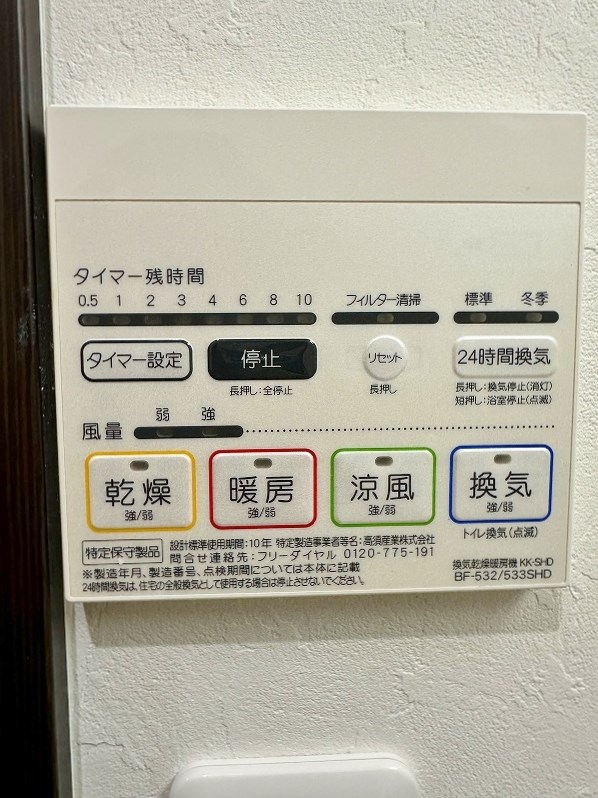 タイマー残時間
0.5 1 2 3 4 6 8 10 フィルター清掃 標準 冬季
タイマー設定 停止 リセット 24時間換気
長押し:全停止 長押し 長押し:換気停止(消灯)
短押し:浴室停止(点滅)
弱 強
風量
乾燥 暖房 涼風 換気
強/弱 強/弱 強/弱 強/弱
トイレ換気(点滅)
特定保守製品 設計標準使用期間:10年 特定製造事業者等名:高須産業株式会社
問合せ連絡先:フリーダイヤル 0120-775-191
※製造年月、製造番号、点検期間については本体に記載
24時間換気は、住宅の全般換気として使用する場合は停止させないでください。
換気乾燥暖房機 KK-SHD
BF-532/533SHD